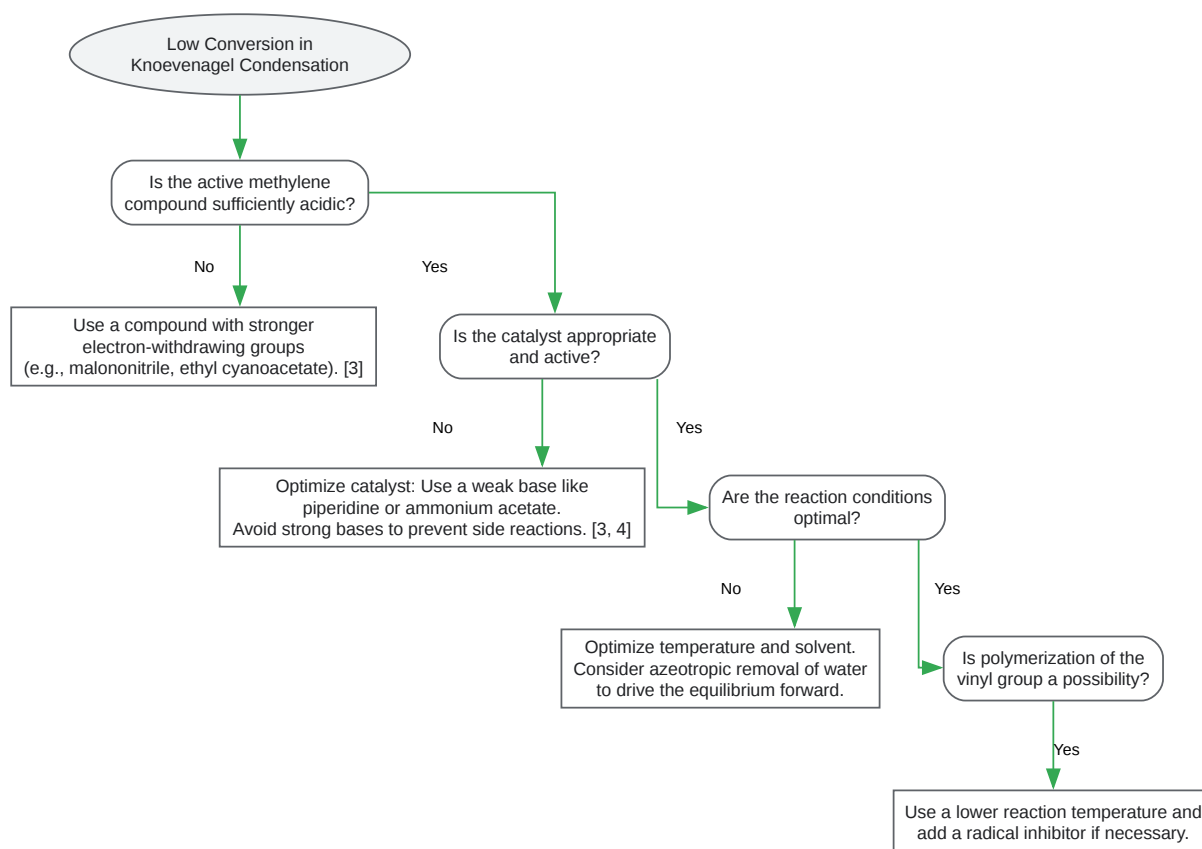 Low Conversion in
Knoevenagel Condensation
Is the active methylene
compound sufficiently acidic?
No
Yes
Use a compound with stronger
electron-withdrawing groups
(e.g., malononitrile, ethyl cyanoacetate). [3]
Is the catalyst appropriate
and active?
No
Yes
Optimize catalyst: Use a weak base like
piperidine or ammonium acetate.
Avoid strong bases to prevent side reactions. [3, 4]
Are the reaction conditions
optimal?
No
Yes
Optimize temperature and solvent.
Consider azeotropic removal of water
to drive the equilibrium forward.
Is polymerization of the
vinyl group a possibility?
Yes
Use a lower reaction temperature and
add a radical inhibitor if necessary.